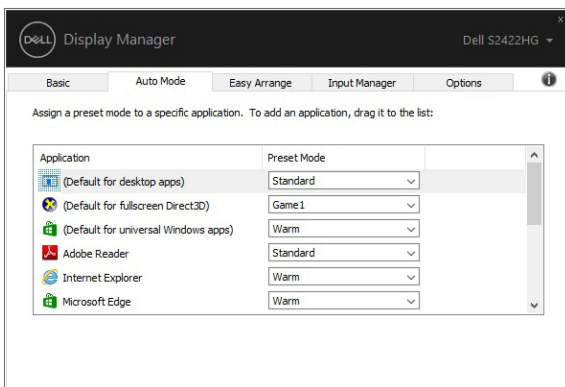 DELL Display Manager
x
Dell S2422HG
Basic Auto Mode Easy Arrange Input Manager Options
Assign a preset mode to a specific application. To add an application, drag it to the list:
Application Preset Mode
(Default for desktop apps) Standard
(Default for fullscreen Direct3D) Game1
(Default for universal Windows apps) Warm
Adobe Reader Standard
Internet Explorer Warm
Microsoft Edge Warm